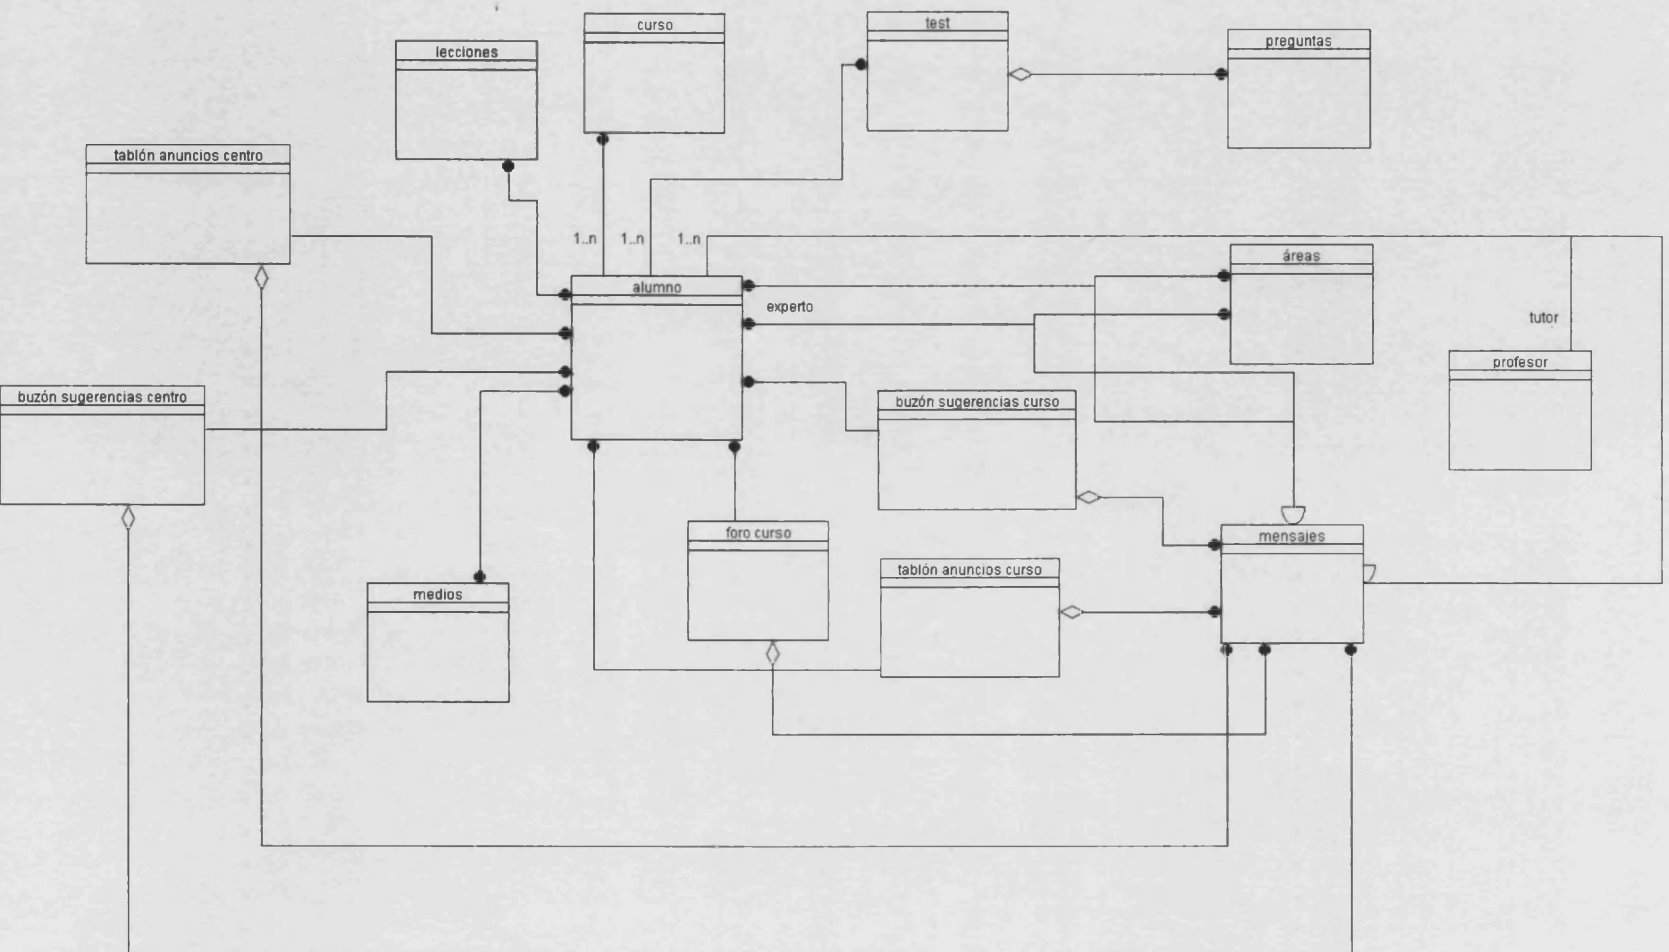 curso
test
lecciones
preguntas
tablón anuncios centro
1..n
1..n
1..n
áreas
alumno
experto
tutor
profesor
buzón sugerencias centro
buzón sugerencias curso
foro curso
mensajes
tablón anuncios curso
medios